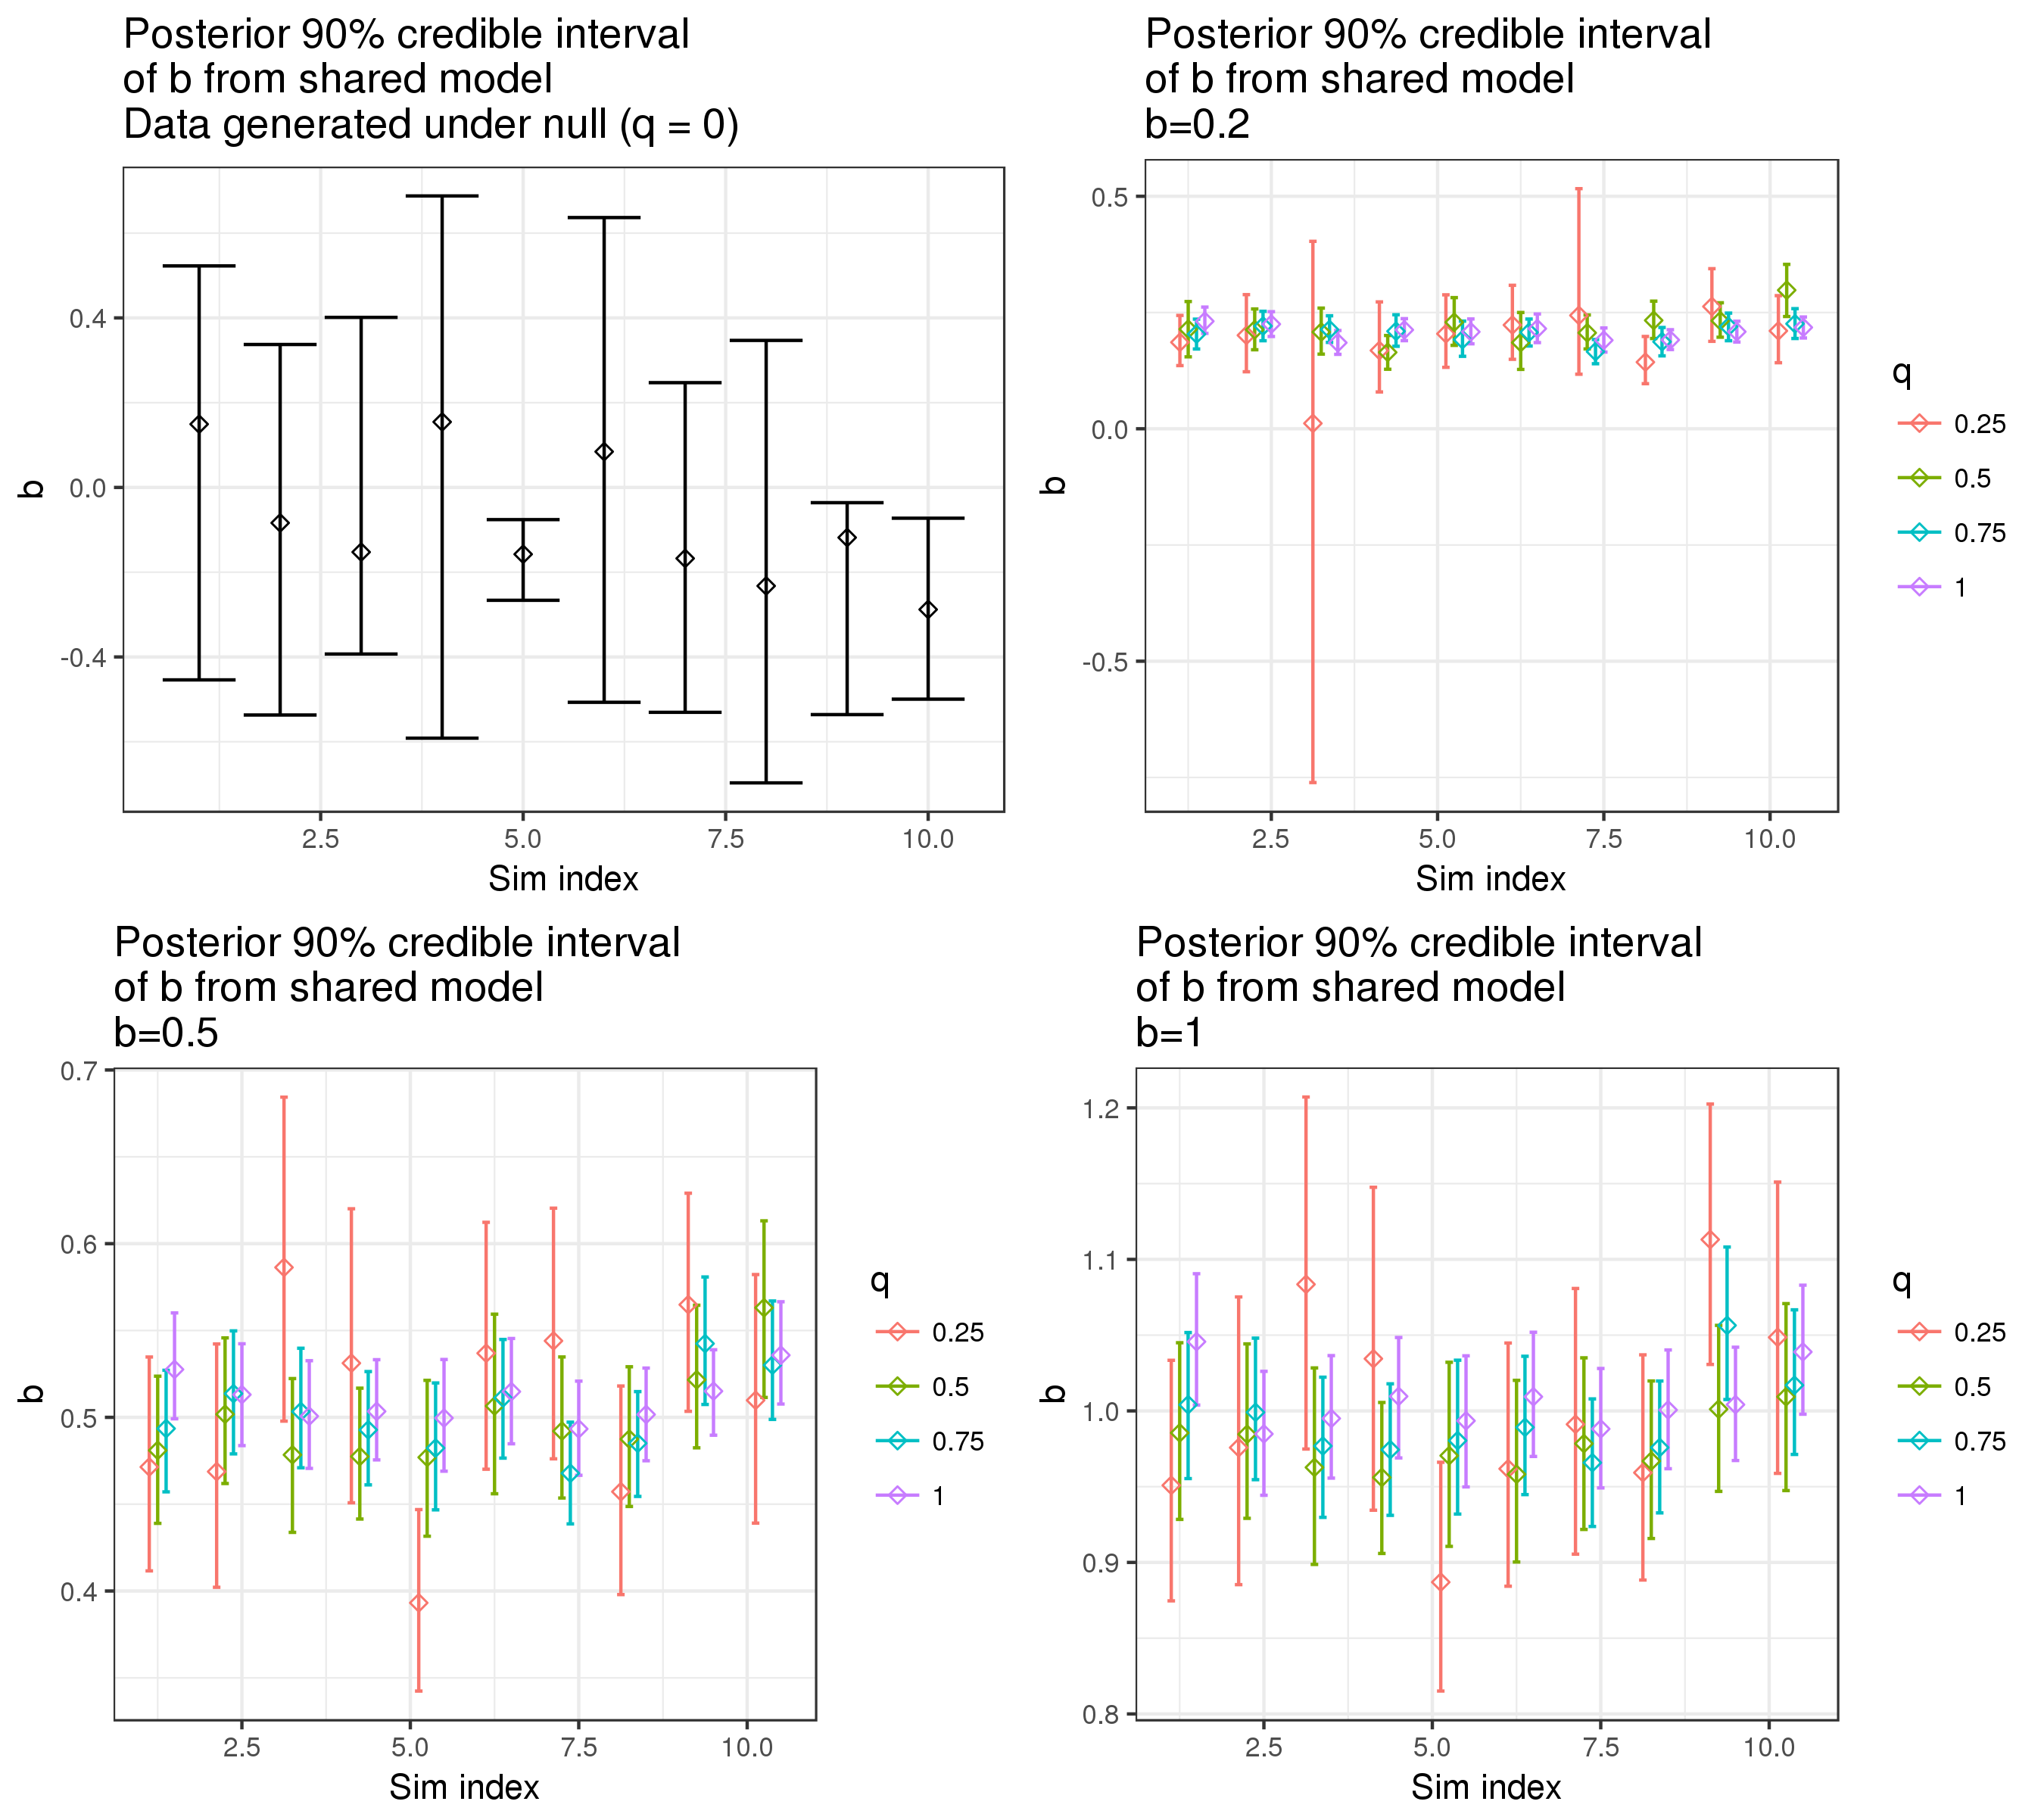 Posterior 90% credible interval
of b from shared model
Data generated under null (q = 0)
b
0.4
0.0
-0.4
2.5 5.0 7.5 10.0
Sim index
Posterior 90% credible interval
of b from shared model
b=0.2
b
0.5
0.0
-0.5
2.5 5.0 7.5 10.0
Sim index
q
0.25
0.5
0.75
1
Posterior 90% credible interval
of b from shared model
b=0.5
b
0.7
0.6
0.5
0.4
2.5 5.0 7.5 10.0
Sim index
q
0.25
0.5
0.75
1
Posterior 90% credible interval
of b from shared model
b=1
b
1.2
1.1
1.0
0.9
0.8
2.5 5.0 7.5 10.0
Sim index
q
0.25
0.5
0.75
1